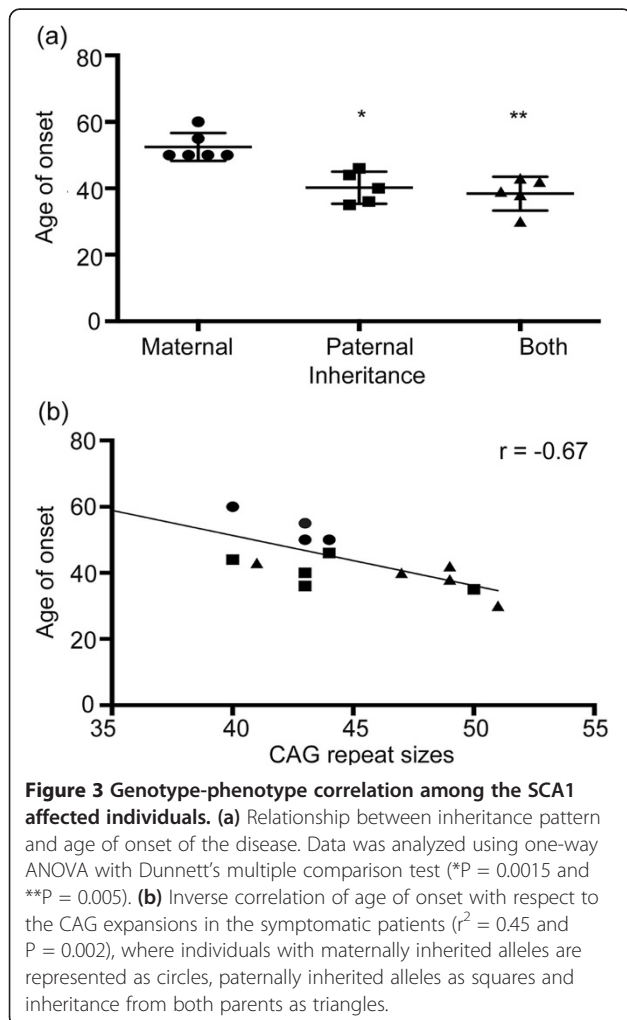 (a)
80
60
40
20
0
Age of onset
*
**
Maternal Paternal Both
Inheritance
(b)
80
60
40
20
0
Age of onset
r = -0.67
35 40 45 50 55
CAG repeat sizes
Figure 3 Genotype-phenotype correlation among the SCA1
affected individuals. (a) Relationship between inheritance pattern
and age of onset of the disease. Data was analyzed using one-way
ANOVA with Dunnett’s multiple comparison test (*P = 0.0015 and
**P = 0.005). (b) Inverse correlation of age of onset with respect to
the CAG expansions in the symptomatic patients (r² = 0.45 and
P = 0.002), where individuals with maternally inherited alleles are
represented as circles, paternally inherited alleles as squares and
inheritance from both parents as triangles.